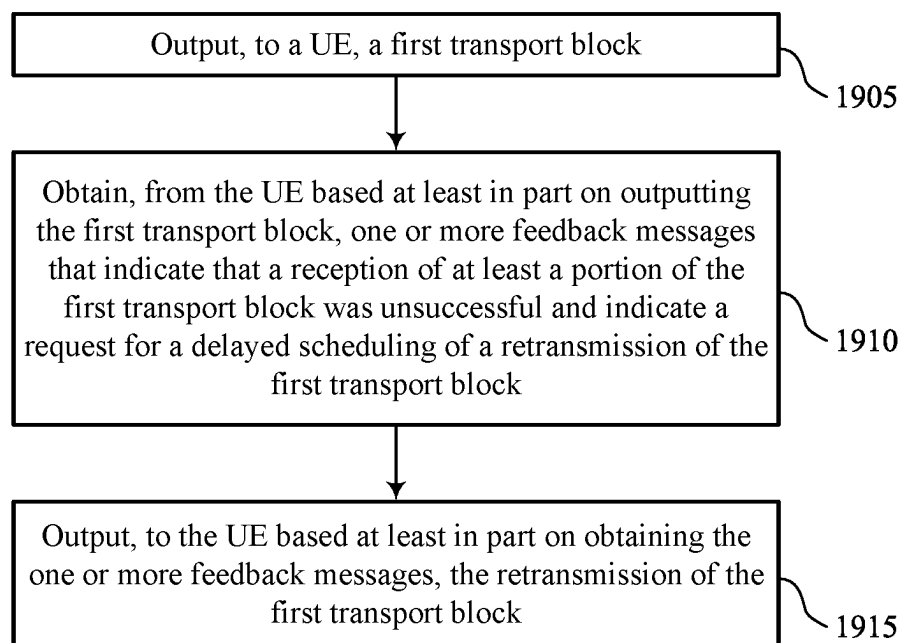 Output, to a UE, a first transport block
1905
Obtain, from the UE based at least in part on outputting
the first transport block, one or more feedback messages
that indicate that a reception of at least a portion of the
first transport block was unsuccessful and indicate a
request for a delayed scheduling of a retransmission of the
first transport block
1910
Output, to the UE based at least in part on obtaining the
one or more feedback messages, the retransmission of the
first transport block
1915